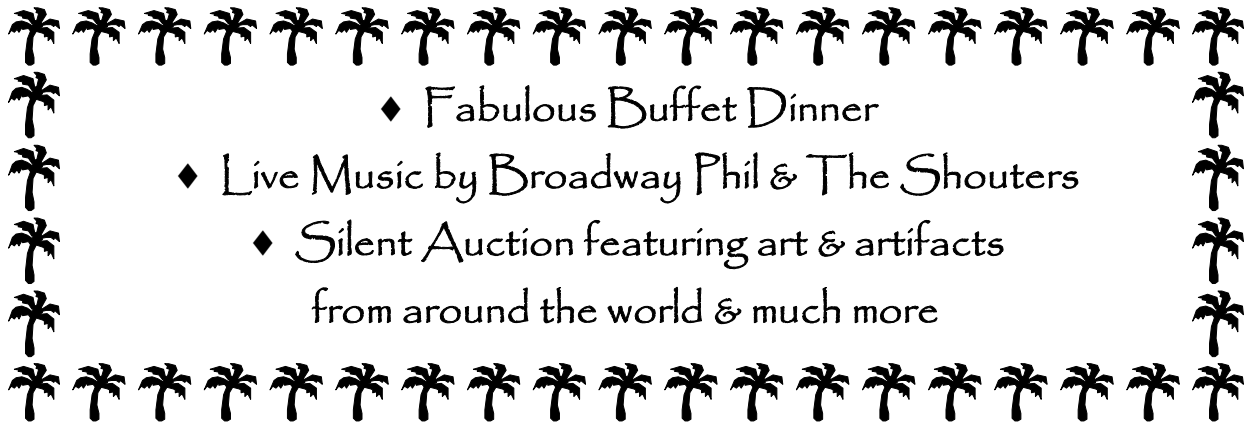 ♦ Fabulous Buffet Dinner
♦ Live Music by Broadway Phil & The Shouters
♦ Silent Auction featuring art & artifacts
from around the world & much more